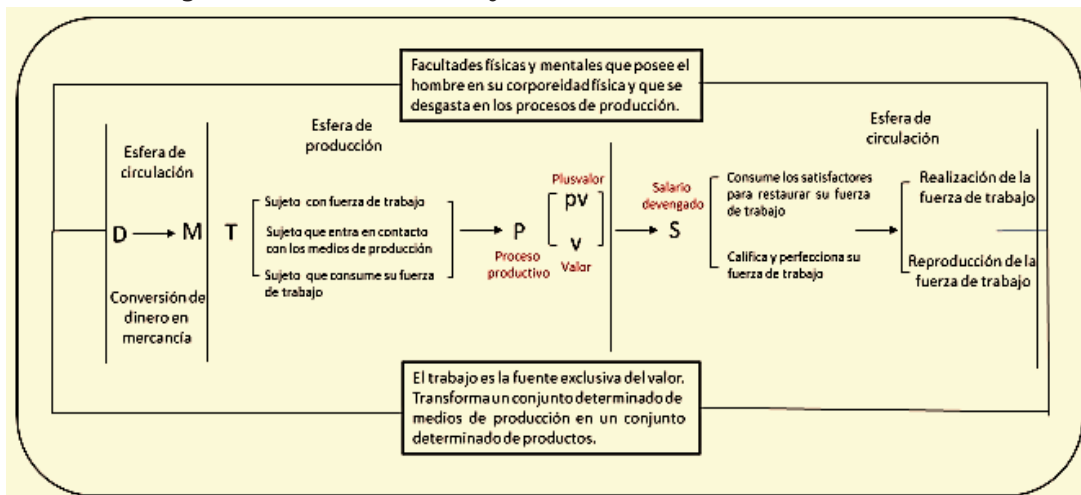 Facultades físicas y mentales que posee el
hombre en su corporeidad física y que se
desgasta en los procesos de producción.
Esfera de
circulación
D
M
Conversión de
dinero en
mercancía
Esfera de
producción
T
Sujeto con fuerza de trabajo
Sujeto que entra en contacto
con los medios de producción
Sujeto que consume su fuerza
de trabajo
P
Proceso
productivo
Plusvalor
pv
v
Valor
Salario
devengado
S
Esfera de
circulación
Consume los satisfactores
para restaurar su fuerza
de trabajo
Califica y perfecciona su
fuerza de trabajo
Realización de la
fuerza de trabajo
Reproducción de la
fuerza de trabajo
El trabajo es la fuente exclusiva del valor.
Transforma un conjunto determinado de
medios de producción en un conjunto
determinado de productos.